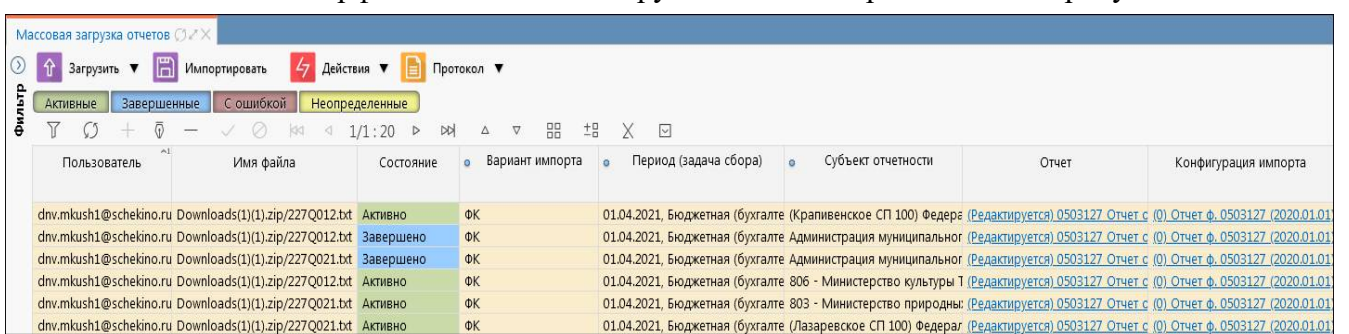 Массовая загрузка отчетов
Загрузить Импортировать Действия Протокол
Фильтр
Активные Завершенные С ошибкой Неопределенные
1/1 : 20
Пользователь Имя файла Состояние Вариант импорта Период (задача сбора) Субъект отчетности Отчет Конфигурация импорта
dnv.mkush1@schekino.ru Downloads(1)(1).zip/227Q012.txt Активно ФК 01.04.2021, Бюджетная (бухгалте (Крапивенское СП 100) Федера (Редактируется) 0503127 Отчет с (0) Отчет ф. 0503127 (2020.01.01)
dnv.mkush1@schekino.ru Downloads(1)(1).zip/227Q012.txt Завершено ФК 01.04.2021, Бюджетная (бухгалте Администрация муниципальног (Редактируется) 0503127 Отчет с (0) Отчет ф. 0503127 (2020.01.01)
dnv.mkush1@schekino.ru Downloads(1)(1).zip/227Q021.txt Завершено ФК 01.04.2021, Бюджетная (бухгалте Администрация муниципальног (Редактируется) 0503127 Отчет с (0) Отчет ф. 0503127 (2020.01.01)
dnv.mkush1@schekino.ru Downloads(1)(1).zip/227Q012.txt Активно ФК 01.04.2021, Бюджетная (бухгалте 806 - Министерство культуры Т (Редактируется) 0503127 Отчет с (0) Отчет ф. 0503127 (2020.01.01)
dnv.mkush1@schekino.ru Downloads(1)(1).zip/227Q021.txt Активно ФК 01.04.2021, Бюджетная (бухгалте 803 - Министерство природны (Редактируется) 0503127 Отчет с (0) Отчет ф. 0503127 (2020.01.01)
dnv.mkush1@schekino.ru Downloads(1)(1).zip/227Q021.txt Активно ФК 01.04.2021, Бюджетная (бухгалте (Лазаревское СП 100) Федерал (Редактируется) 0503127 Отчет с (0) Отчет ф. 0503127 (2020.01.01)